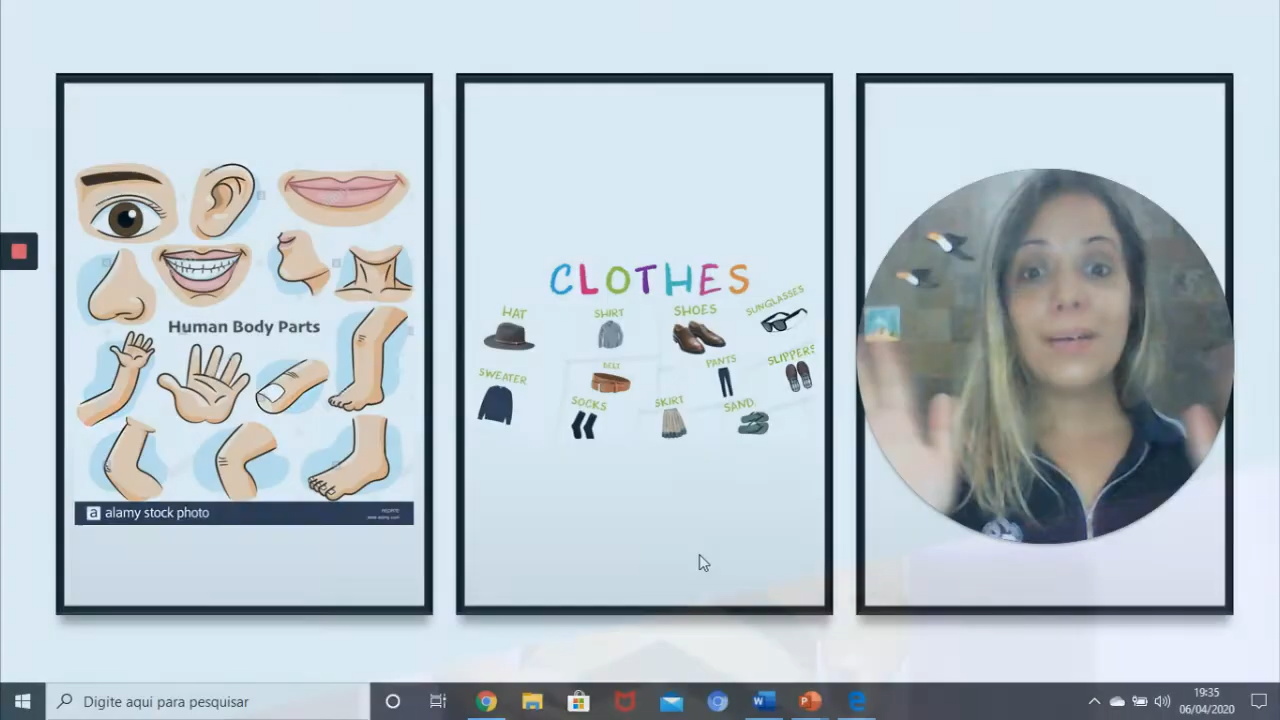 Human Body Parts
a alamy stock photo
CLOTHES
HAT
SHIRT
SHOES
SUNGLASSES
SWEATER
BELT
PANTS
SLIPPERS
SOCKS
SKIRT
SAND
Digite aqui para pesquisar
19:35
06/04/2020